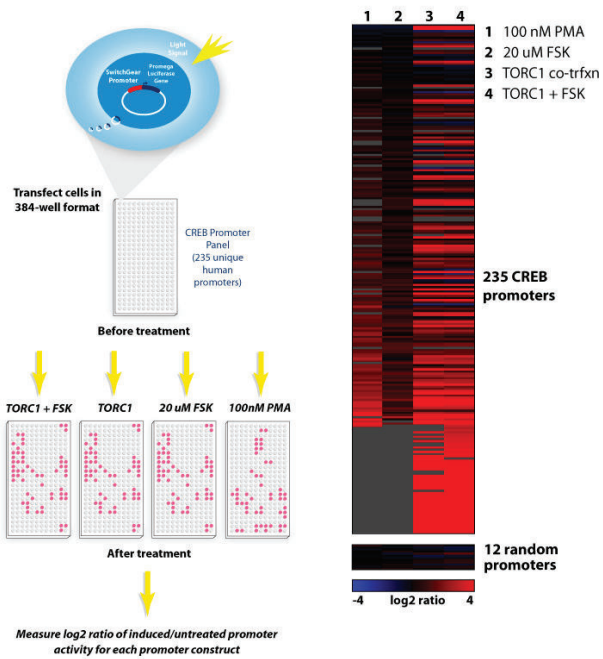 Light
Signal
SwitchGear
Promoter
Promega
Luciferase
Gene
Transfect cells in
384-well format
CREB Promoter
Panel
(235 unique
human
promoters)
Before treatment
TORC1 + FSK
TORC1
20 uM FSK
100nM PMA
After treatment
Measure log2 ratio of induced/untreated promoter
activity for each promoter construct
1 2 3 4
1 100 nM PMA
2 20 uM FSK
3 TORC1 co-trfxn
4 TORC1 + FSK
235 CREB
promoters
12 random
promoters
-4 log2 ratio 4